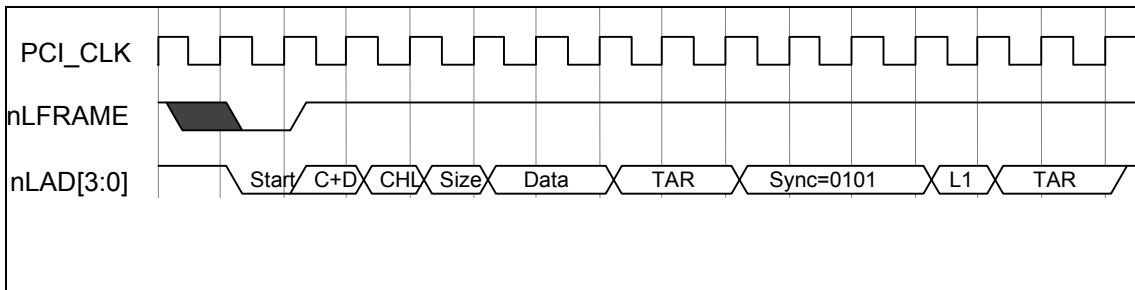 PCI_CLK
nLFRAME
nLAD[3:0] Start C+D CHL Size Data TAR Sync=0101 L1 TAR